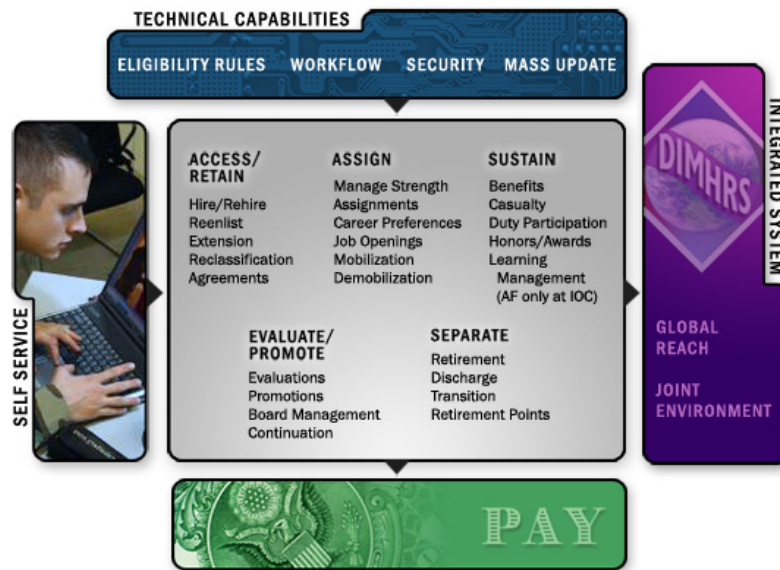 TECHNICAL CAPABILITIES
ELIGIBILITY RULES WORKFLOW SECURITY MASS UPDATE
SELF SERVICE
ACCESS/
RETAIN
Hire/Rehire
Reenlist
Extension
Reclassification
Agreements
ASSIGN
Manage Strength
Assignments
Career Preferences
Job Openings
Mobilization
Demobilization
SUSTAIN
Benefits
Casualty
Duty Participation
Honors/Awards
Learning
Management
(AF only at IOC)
EVALUATE/
PROMOTE
Evaluations
Promotions
Board Management
Continuation
SEPARATE
Retirement
Discharge
Transition
Retirement Points
INTEGRATED SYSTEM
DIMHRS
GLOBAL
REACH
JOINT
ENVIRONMENT
PAY